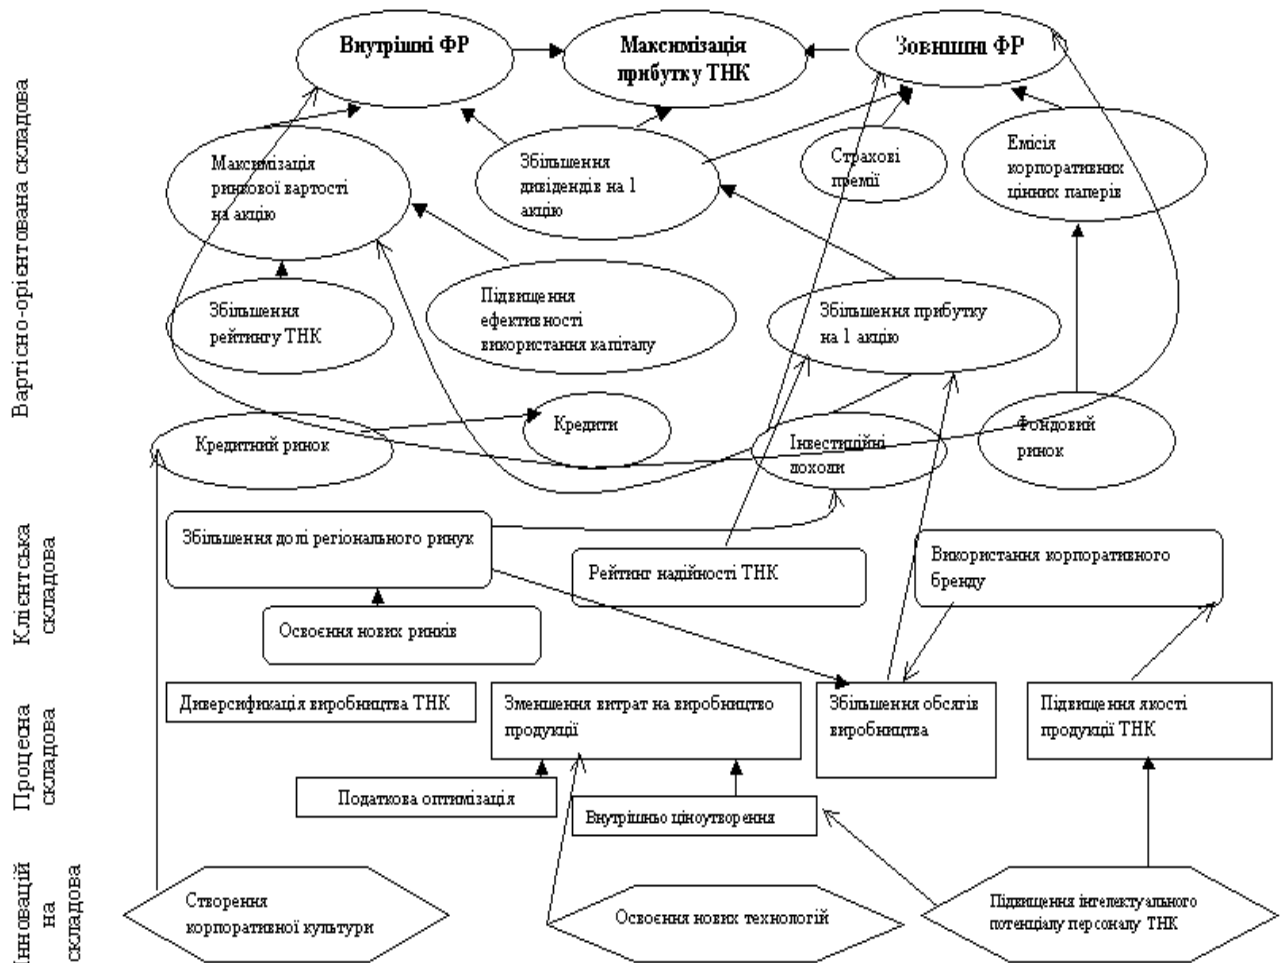 Внутрішні ФР
Максимізація
прибутку ТНК
Зовнішні ФР
Вартісно-орієнтована складова
Максимізація
ринкової вартості
на акцію
Збільшення
дивідендів на 1
акцію
Страхові
премії
Емісія
корпоративних
цінних паперів
Збільшення
рейтингу ТНК
Підвищення
ефективності
використання капіталу
Збільшення прибутку
на 1 акцію
Кредитний ринок
Кредити
Інвестиційні
доходи
Фондовий
ринок
Клієнтська
складова
Збільшення долі регіонального ринук
Рейтинг надійності ТНК
Використання корпоративного
бренду
Освоєння нових ринків
Процесна
складова
Диверсификація виробництва ТНК
Зменшення витрат на виробництво
продукції
Збільшення обсягів
виробництва
Підвищення якості
продукції ТНК
Податкова оптимізація
Внутрішньо ціноутворення
Інновацій
на
складова
Створення
корпоративної культури
Освоєння нових технологій
Підвищення інтелектуального
потенціалу персоналу ТНК